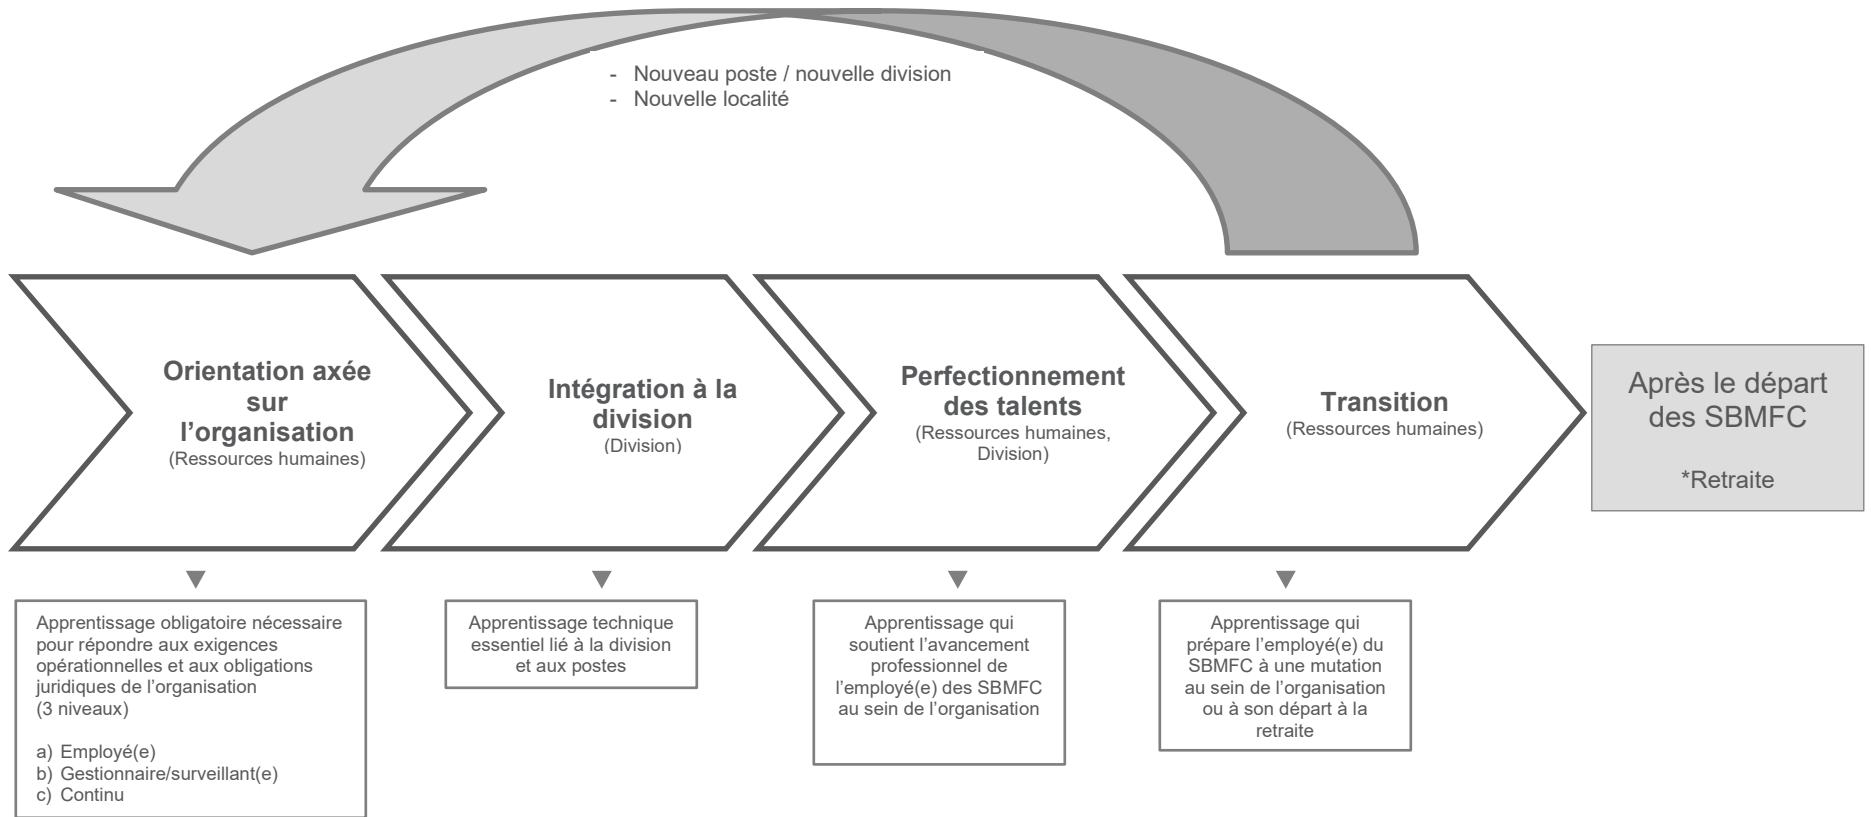 - Nouveau poste / nouvelle division
- Nouvelle localité
Orientation axée
sur
l’organisation
(Ressources humaines)
Intégration à la
division
(Division)
Perfectionnement
des talents
(Ressources humaines,
Division)
Transition
(Ressources humaines)
Après le départ
des SBMFC
*Retraite
Apprentissage obligatoire nécessaire
pour répondre aux exigences
opérationnelles et aux obligations
juridiques de l’organisation
(3 niveaux)
a) Employé(e)
b) Gestionnaire/surveillant(e)
c) Continu
Apprentissage technique
essentiel lié à la division
et aux postes
Apprentissage qui
soutient l’avancement
professionnel de
l’employé(e) des SBMFC
au sein de l’organisation
Apprentissage qui
prépare l’employé(e) du
SBMFC à une mutation
au sein de l’organisation
ou à son départ à la
retraite